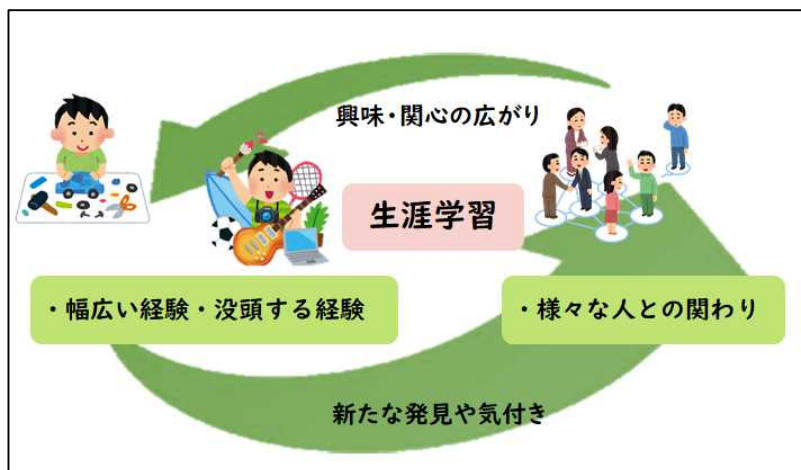 興味・関心の広がり
生涯学習
・幅広い経験・没頭する経験
・様々な人との関わり
新たな発見や気付き